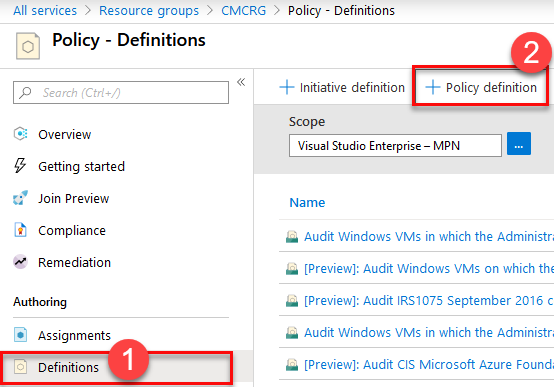 All services > Resource groups > CMCRG > Policy - Definitions
Policy - Definitions
2
Search (Ctrl+/)
«
Overview
Getting started
Join Preview
Compliance
Remediation
Authoring
Assignments
Definitions
1
+ Initiative definition
+ Policy definition
Scope
Visual Studio Enterprise – MPN
...
Name
Audit Windows VMs in which the Administra
[Preview]: Audit Windows VMs on which the
[Preview]: Audit IRS1075 September 2016 c
Audit Windows VMs in which the Administra
[Preview]: Audit CIS Microsoft Azure Founda